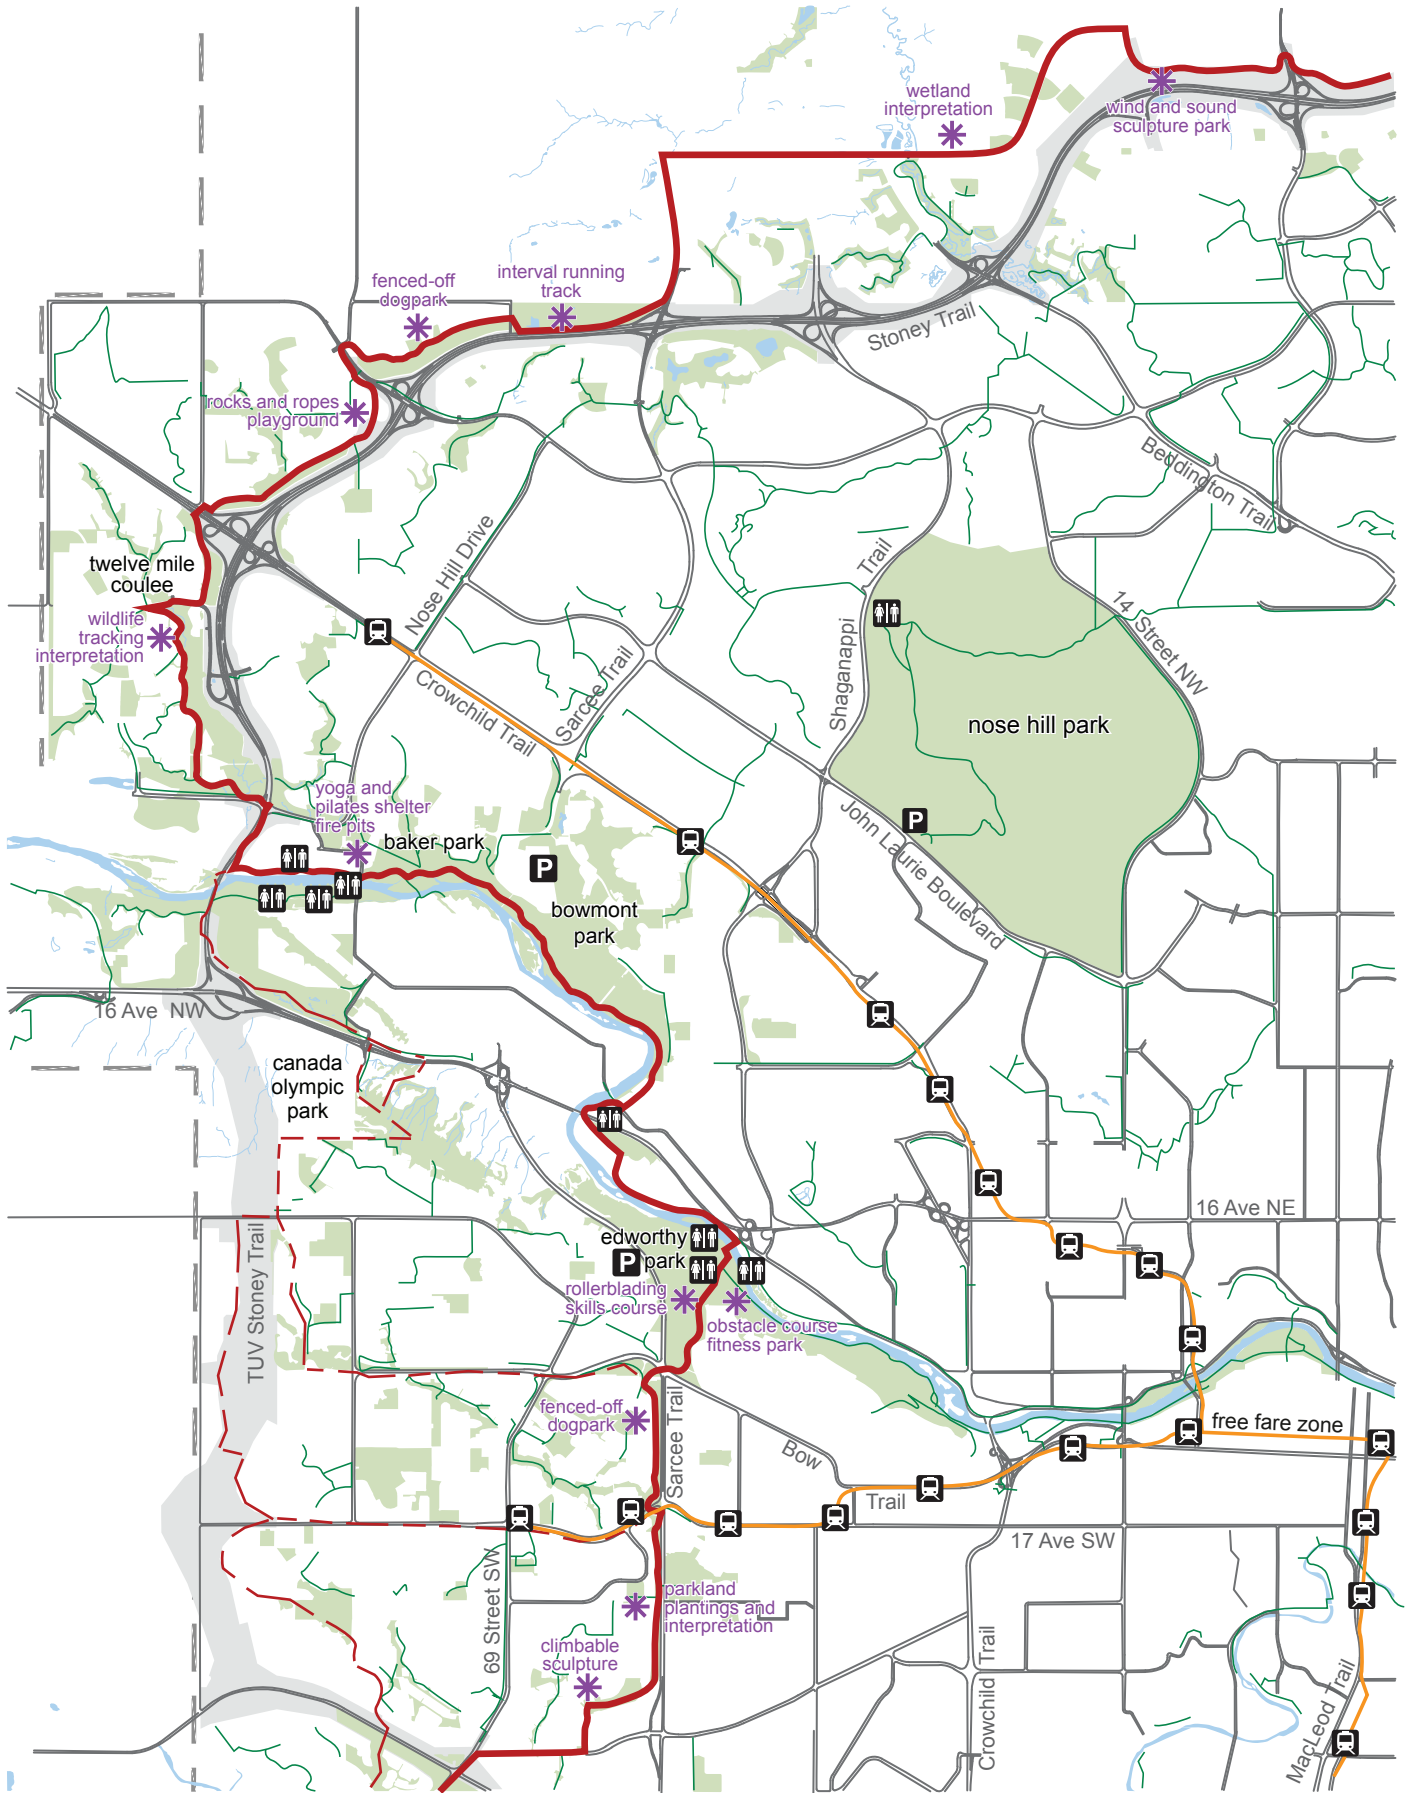 wetland
interpretation
wind and sound
sculpture park
fenced-off
dogpark
interval running
track
Stoney Trail
rocks and ropes
playground
Beddington Trail
Nose Hill Drive
Shaganappi
Trail
twelve mile
coulee
wildlife
tracking
interpretation
14 Street NW
Crowchild Trail
Sarcee Trail
nose hill park
yoga and
pilates shelter
fire pits
baker park
P
P
John Laurie Boulevard
bowmont
park
16 Ave NW
canada
olympic
park
16 Ave NE
TUV Stoney Trail
edworthy
park
P
rollerblading
skills course
obstacle course
fitness park
fenced-off
dogpark
Sarcee Trail
Bow
Trail
free fare zone
17 Ave SW
69 Street SW
parkland
plantings and
interpretation
climbable
sculpture
Crowchild Trail
MacLeod Trail